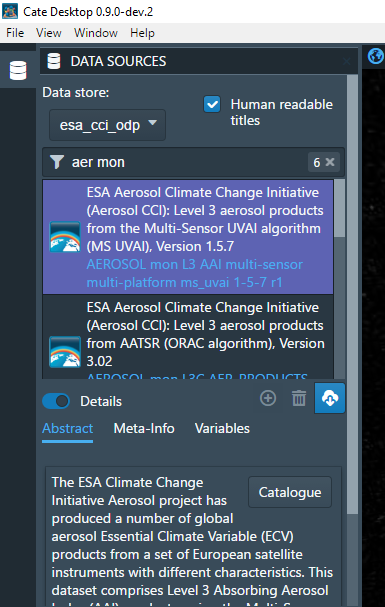 Cate Desktop 0.9.0-dev.2
File View Window Help
DATA SOURCES
Data store:
esa_cci_odp
Human readable
titles
aer mon
6
ESA Aerosol Climate Change Initiative
(Aerosol CCI): Level 3 aerosol products
from the Multi-Sensor UVAI algorithm
(MS UVAI), Version 1.5.7
AEROSOL mon L3 AAI multi-sensor
multi-platform ms_uvai 1-5-7 r1
ESA Aerosol Climate Change Initiative
(Aerosol CCI): Level 3 aerosol products
from AATSR (ORAC algorithm), Version
3.02
AEROSOL mon L3C AER_PRODUCTS
Details
Abstract Meta-Info Variables
The ESA Climate Change
Initiative Aerosol project has
produced a number of global
Catalogue
aerosol Essential Climate Variable (ECV)
products from a set of European satellite
instruments with different characteristics. This
dataset comprises Level 3 Absorbing Aerosol